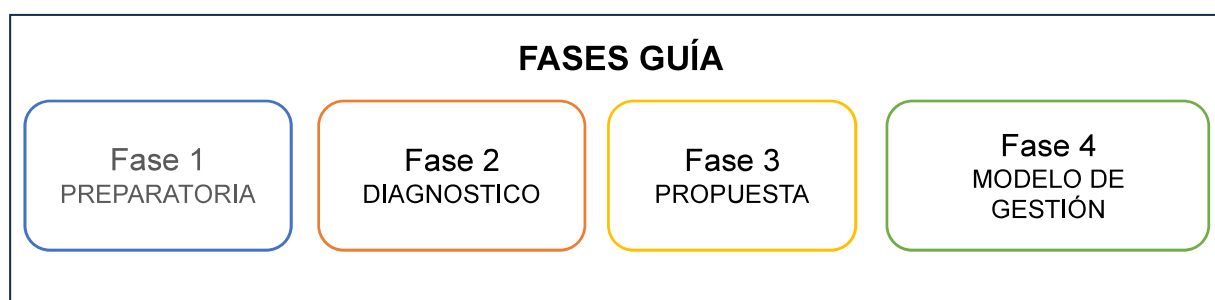 FASES GUÍA
Fase 1
PREPARATORIA
Fase 2
DIAGNOSTICO
Fase 3
PROPUESTA
Fase 4
MODELO DE
GESTIÓN